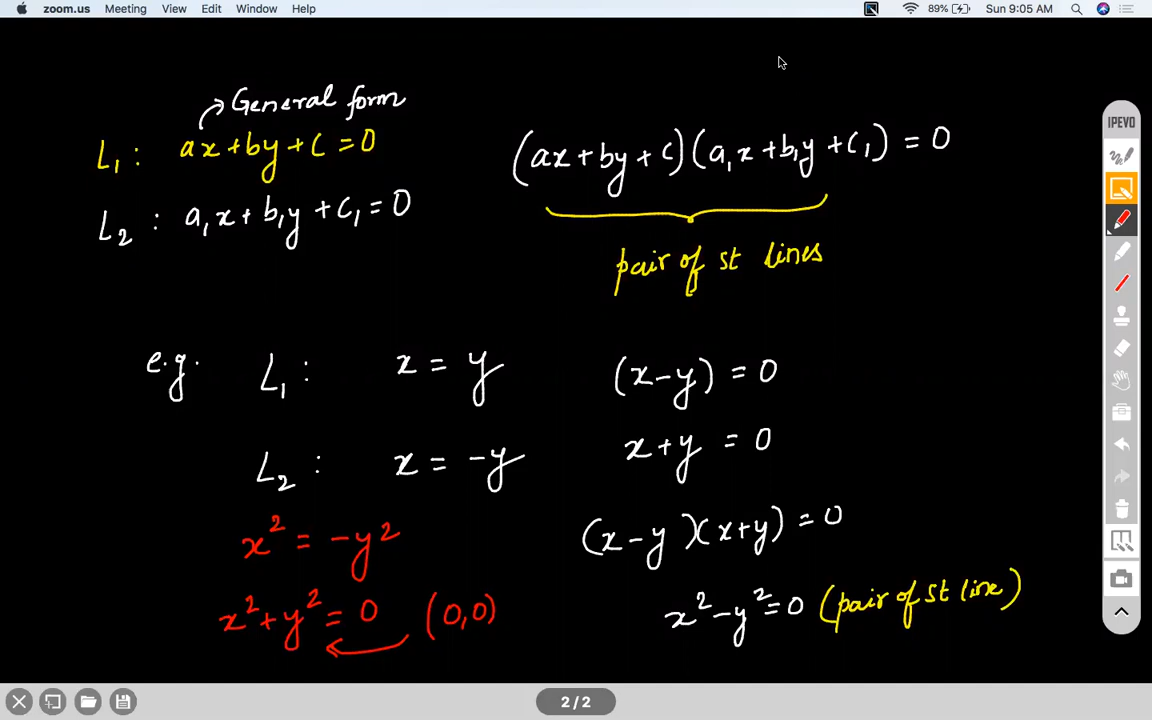 zoom.us Meeting View Edit Window Help 89% Sun 9:05 AM
General form
L₁ : ax+by+c=0
L₂ : a₁x+b₁y+c₁=0
(ax+by+c)(a₁x+b₁y+c₁) = 0
pair of st lines
IPEVO
e.g. L₁ : x = y (x-y) = 0
L₂ : x = -y x+y = 0
x² = -y² (x-y)(x+y) = 0
x²+y² = 0 (0,0) x²-y²=0 (pair of st line)
2/2